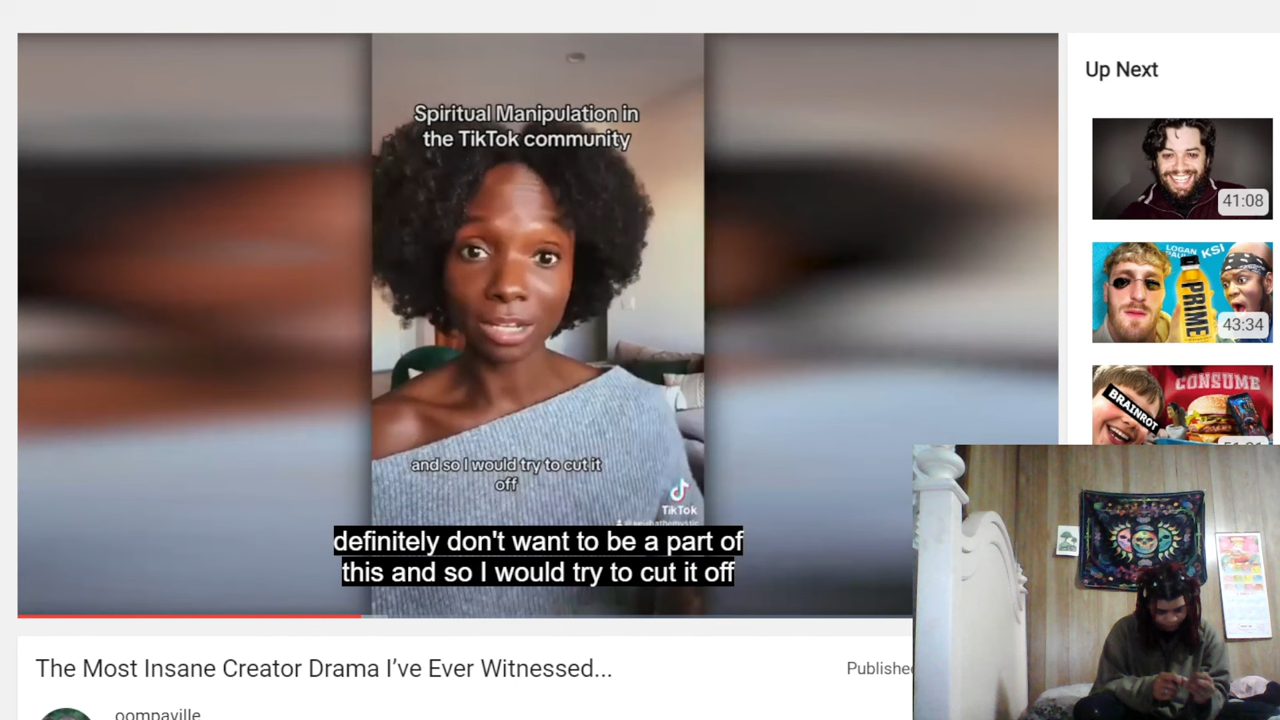 Up Next
Spiritual Manipulation in
the TikTok community
41:08
LOGAN
PAUL
KSI
PRIME
43:34
CONSUME
BRAINROT
and so I would try to cut it
off
TikTok
definitely don't want to be a part of
this and so I would try to cut it off
The Most Insane Creator Drama I've Ever Witnessed...
Published
oompaville